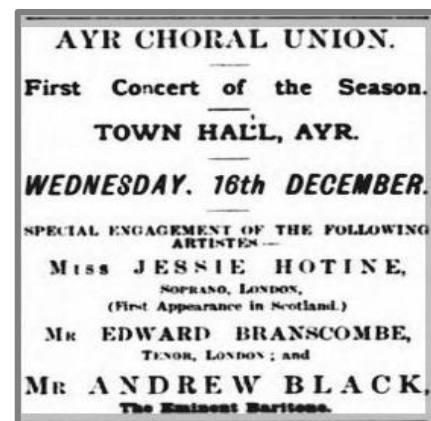 AYR CHORAL UNION.
First Concert of the Season.
TOWN HALL, AYR.
WEDNESDAY. 16th DECEMBER.
SPECIAL ENGAGEMENT OF THE FOLLOWING
ARTISTES—
Miss JESSIE HOTINE,
SOPRANO, LONDON,
(First Appearance in Scotland.)
MR EDWARD BRANSCOMBE,
TENOR, LONDON; and
MR ANDREW BLACK,
The Eminent Baritone.